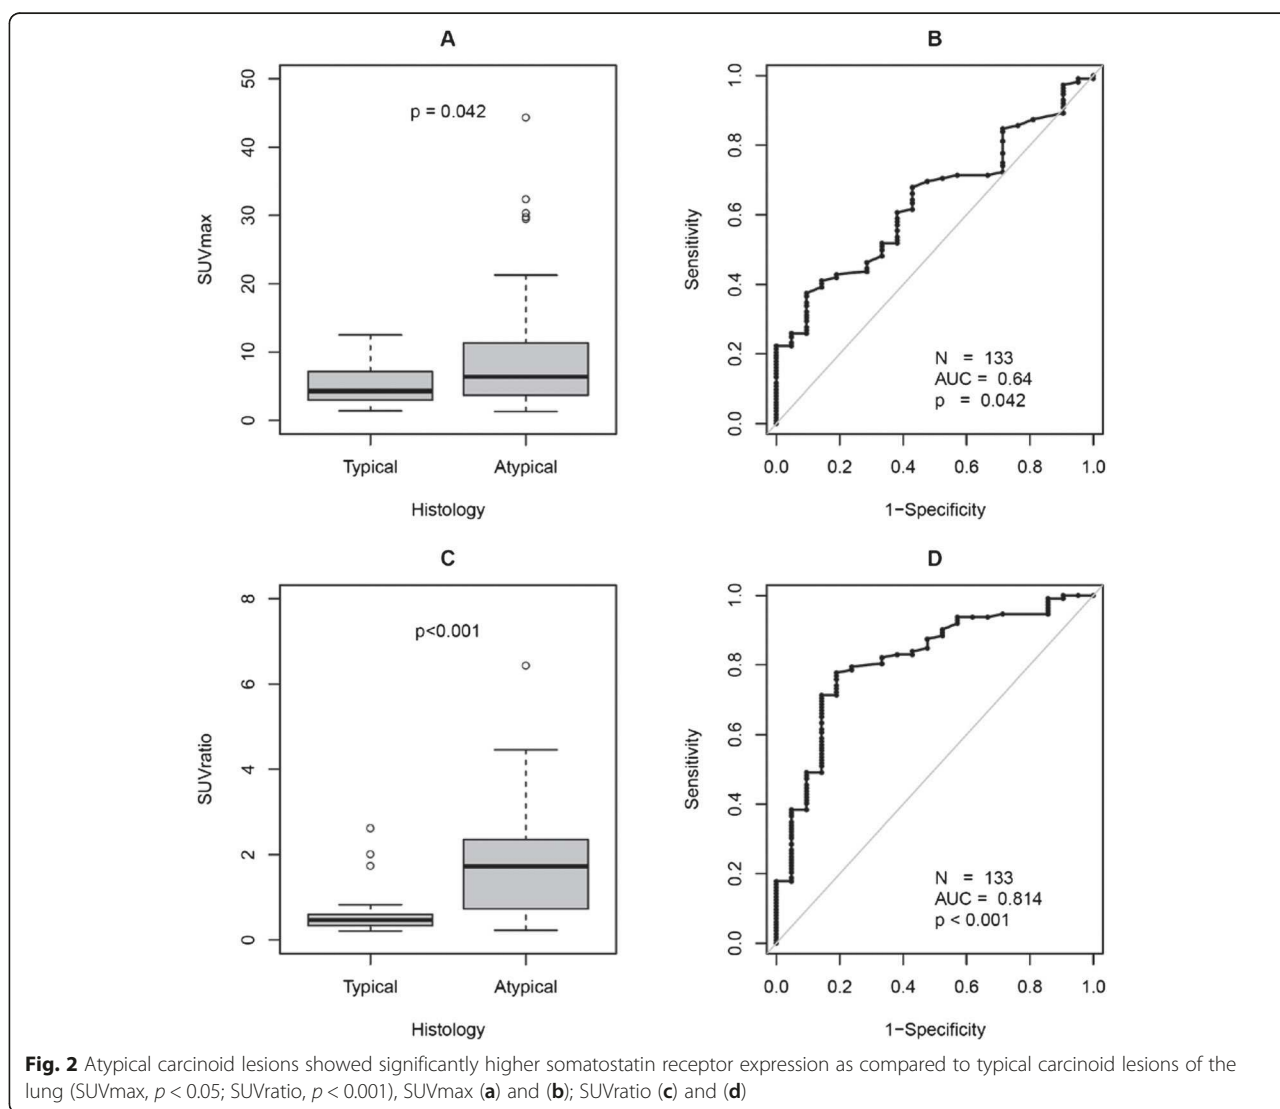 A
50
40
30
20
10
0
SUVmax
p = 0.042
Typical Atypical
Histology
B
1.0
0.8
0.6
0.4
0.2
0.0
Sensitivity
N = 133
AUC = 0.64
p = 0.042
0.0 0.2 0.4 0.6 0.8 1.0
1−Specificity
C
8
6
4
2
0
SUVratio
p<0.001
Typical Atypical
Histology
D
1.0
0.8
0.6
0.4
0.2
0.0
Sensitivity
N = 133
AUC = 0.814
p < 0.001
0.0 0.2 0.4 0.6 0.8 1.0
1−Specificity
Fig. 2 Atypical carcinoid lesions showed significantly higher somatostatin receptor expression as compared to typical carcinoid lesions of the
lung (SUVmax, p < 0.05; SUVratio, p < 0.001), SUVmax (a) and (b); SUVratio (c) and (d)